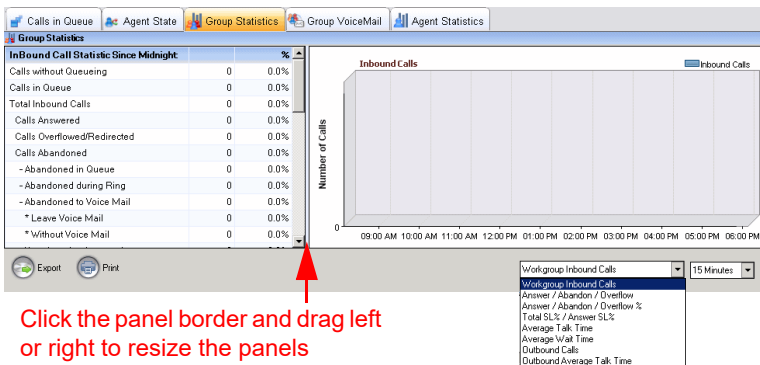 Calls in Queue Agent State Group Statistics Group VoiceMail Agent Statistics
Group Statistics
InBound Call Statistic Since Midnight: %
Calls without Queueing 0 0.0%
Calls in Queue 0 0.0%
Total Inbound Calls 0 0.0%
Calls Answered 0 0.0%
Calls Overflowed/Redirected 0 0.0%
Calls Abandoned 0 0.0%
- Abandoned in Queue 0 0.0%
- Abandoned during Ring 0 0.0%
- Abandoned to Voice Mail 0 0.0%
* Leave Voice Mail 0 0.0%
* Without Voice Mail 0 0.0%
Inbound Calls
Inbound Calls
Number of Calls
0
09:00 AM 10:00 AM 11:00 AM 12:00 PM 01:00 PM 02:00 PM 03:00 PM 04:00 PM 05:00 PM 06:00 PM
Export Print
Workgroup Inbound Calls 15 Minutes
Workgroup Inbound Calls
Answer / Abandon / Overflow
Answer / Abandon / Overflow %
Total SL% / Answer SL%
Average Talk Time
Average Wait Time
Outbound Calls
Outbound Average Talk Time
Click the panel border and drag left
or right to resize the panels